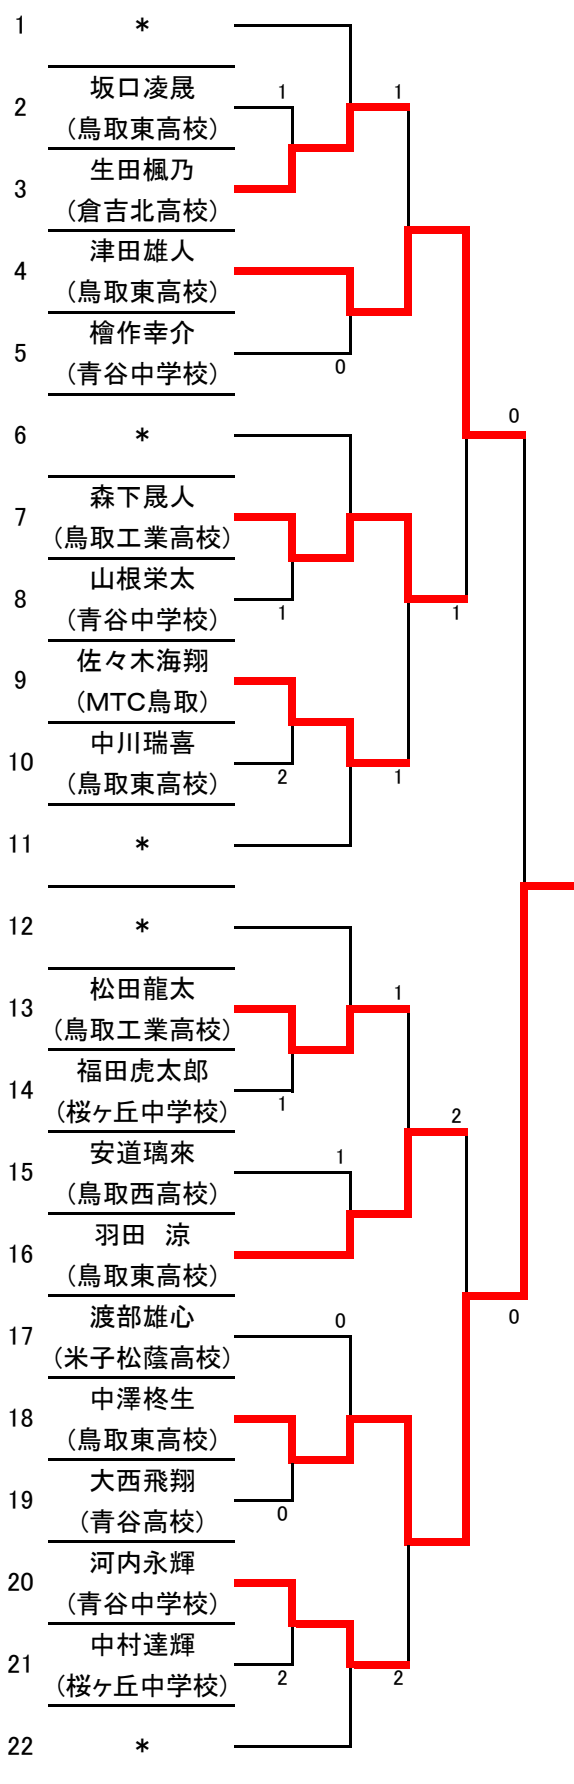 1 *
坂口凌晟 1 1
2
(鳥取東高校)
生田楓乃
3
(倉吉北高校)
津田雄人
4
(鳥取東高校)
檜作幸介
5
(青谷中学校) 0
6 * 0
森下晟人
7
(鳥取工業高校)
山根栄太
8
(青谷中学校) 1 1
佐々木海翔
9
(MTC鳥取)
中川瑞喜
10
(鳥取東高校) 2 1
11 *
12 *
松田龍太 1
13
(鳥取工業高校)
福田虎太郎
14
(桜ヶ丘中学校) 1
安道璃來 1 2
15
(鳥取西高校)
羽田 涼
16
(鳥取東高校)
渡部雄心 0 0
17
(米子松蔭高校)
中澤柊生
18
(鳥取東高校)
大西飛翔
19
(青谷高校) 0
河内永輝
20
(青谷中学校)
中村達輝
21
(桜ヶ丘中学校) 2 2
22 *